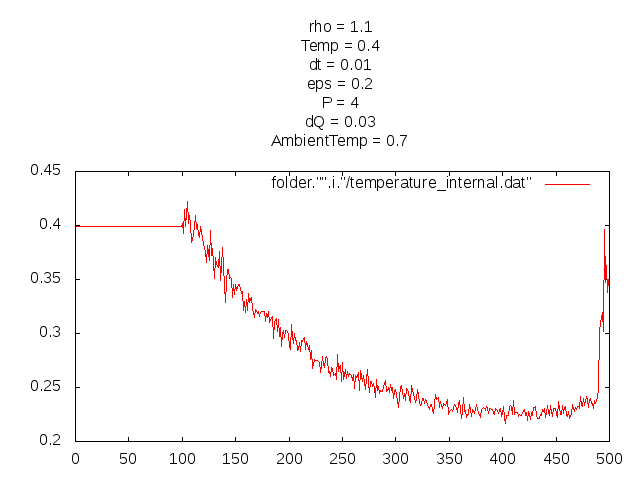 rho = 1.1
Temp = 0.4
dt = 0.01
eps = 0.2
P = 4
dQ = 0.03
AmbientTemp = 0.7
folder."".i."/temperature_internal.dat"
0.45
0.4
0.35
0.3
0.25
0.2
0 50 100 150 200 250 300 350 400 450 500